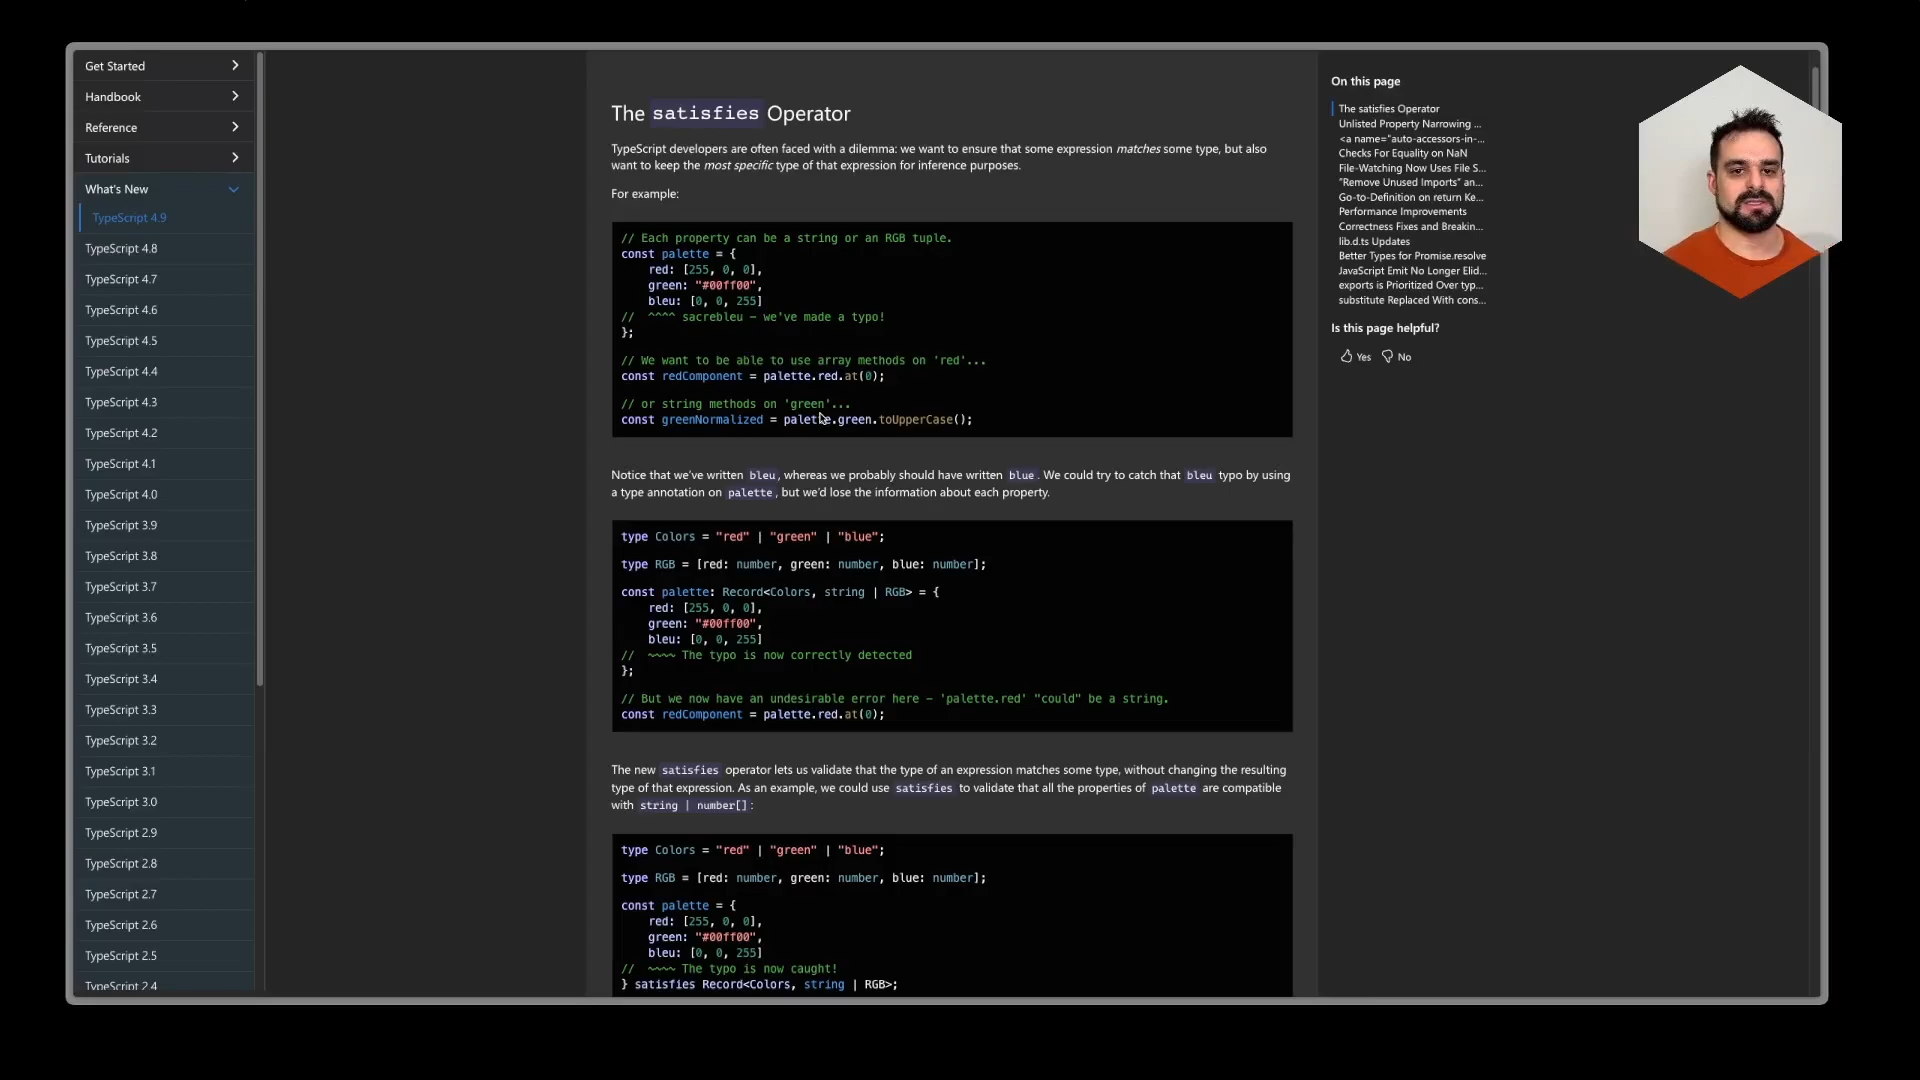 Get Started
Handbook
Reference
Tutorials
What's New
TypeScript 4.9
TypeScript 4.8
TypeScript 4.7
TypeScript 4.6
TypeScript 4.5
TypeScript 4.4
TypeScript 4.3
TypeScript 4.2
TypeScript 4.1
TypeScript 4.0
TypeScript 3.9
TypeScript 3.8
TypeScript 3.7
TypeScript 3.6
TypeScript 3.5
TypeScript 3.4
TypeScript 3.3
TypeScript 3.2
TypeScript 3.1
TypeScript 3.0
TypeScript 2.9
TypeScript 2.8
TypeScript 2.7
TypeScript 2.6
TypeScript 2.5
TypeScript 2.4
The satisfies Operator
TypeScript developers are often faced with a dilemma: we want to ensure that some expression matches some type, but also
want to keep the most specific type of that expression for inference purposes.
For example:
// Each property can be a string or an RGB tuple.
const palette = {
    red: [255, 0, 0],
    green: "#00ff00",
    bleu: [0, 0, 255]
//  ^^^^ sacrebleu - we've made a typo!
};
// We want to be able to use array methods on 'red'...
const redComponent = palette.red.at(0);
// or string methods on 'green'...
const greenNormalized = palette.green.toUpperCase();
Notice that we've written bleu, whereas we probably should have written blue. We could try to catch that bleu typo by using
a type annotation on palette, but we'd lose the information about each property.
type Colors = "red" | "green" | "blue";
type RGB = [red: number, green: number, blue: number];
const palette: Record<Colors, string | RGB> = {
    red: [255, 0, 0],
    green: "#00ff00",
    bleu: [0, 0, 255]
//  ~~~~ The typo is now correctly detected
};
// But we now have an undesirable error here - 'palette.red' "could" be a string.
const redComponent = palette.red.at(0);
The new satisfies operator lets us validate that the type of an expression matches some type, without changing the resulting
type of that expression. As an example, we could use satisfies to validate that all the properties of palette are compatible
with string | number[]:
type Colors = "red" | "green" | "blue";
type RGB = [red: number, green: number, blue: number];
const palette = {
    red: [255, 0, 0],
    green: "#00ff00",
    bleu: [0, 0, 255]
//  ~~~~ The typo is now caught!
} satisfies Record<Colors, string | RGB>;
On this page
The satisfies Operator
Unlisted Property Narrowing ...
<a name="auto-accessors-in-...
Checks For Equality on NaN
File-Watching Now Uses File S...
"Remove Unused Imports" an...
Go-to-Definition on return Ke...
Performance Improvements
Correctness Fixes and Breakin...
lib.d.ts Updates
Better Types for Promise.resolve
JavaScript Emit No Longer Elid...
exports is Prioritized Over typ...
substitute Replaced With cons...
Is this page helpful?
Yes No